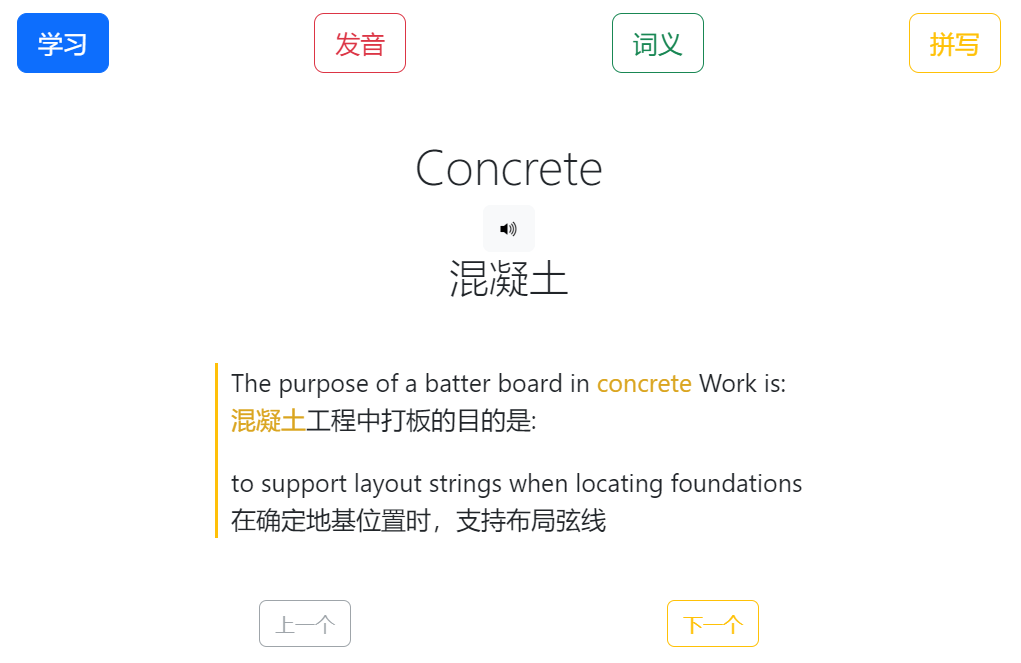 学习
发音
词义
拼写
Concrete
混凝土
The purpose of a batter board in concrete Work is:
混凝土工程中打板的目的是:
to support layout strings when locating foundations
在确定地基位置时，支持布局弦线
上一个
下一个